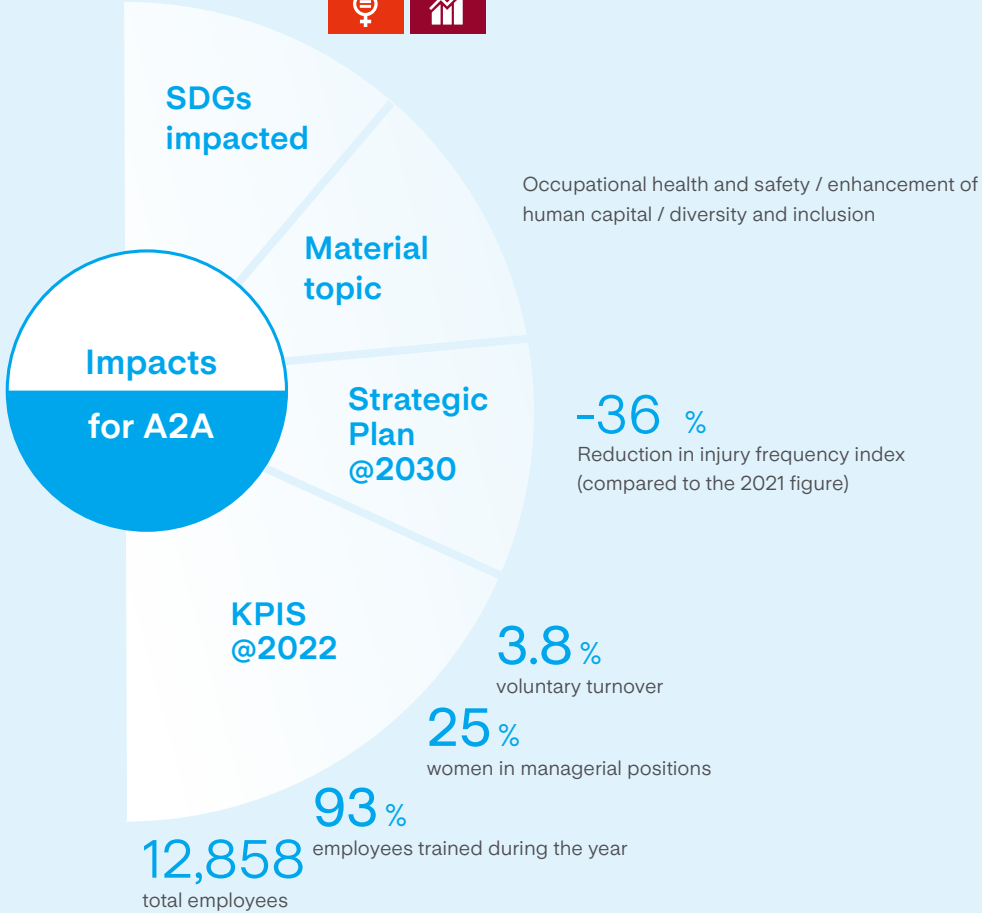 SDGs
impacted
Occupational health and safety / enhancement of
human capital / diversity and inclusion
Material
topic
Impacts
for A2A
Strategic
Plan
@2030
-36 %
Reduction in injury frequency index
(compared to the 2021 figure)
KPIS
@2022
3.8 %
voluntary turnover
25 %
women in managerial positions
93 %
employees trained during the year
12,858
total employees